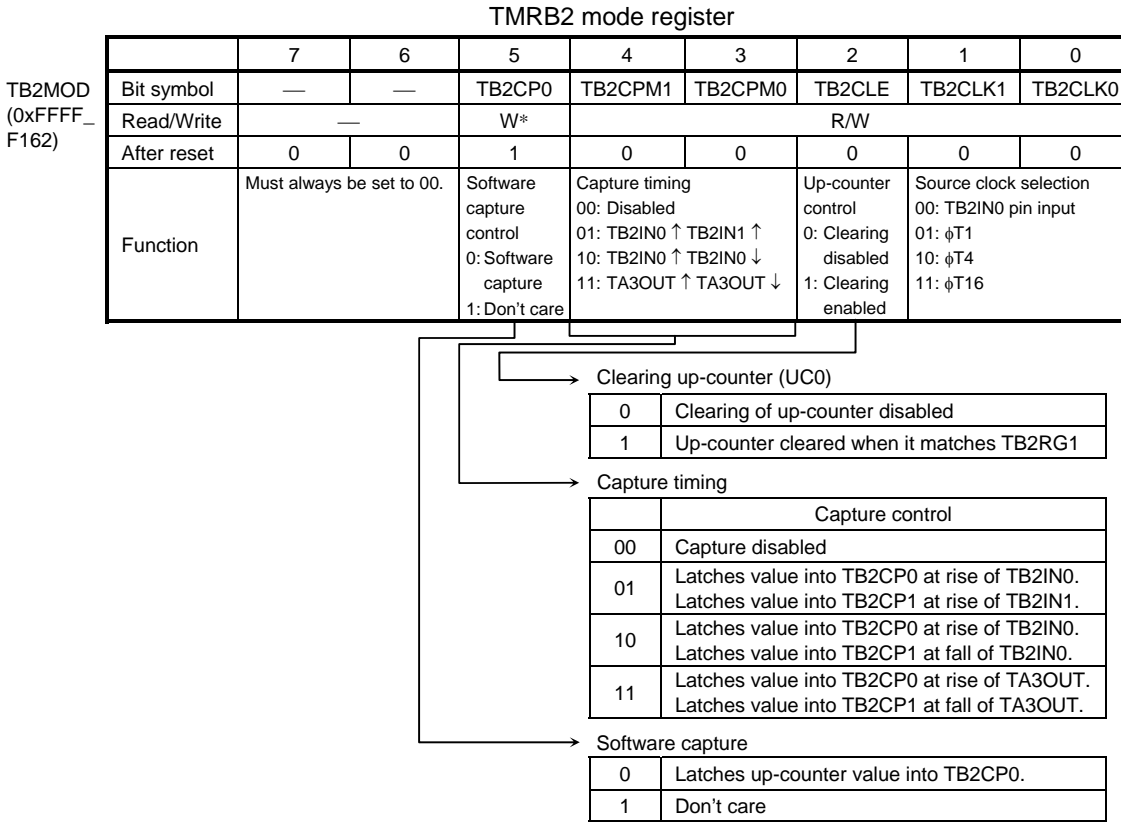 TMRB2 mode register
7 6 5 4 3 2 1 0
TB2MOD (0xFFFF_ F162)
Bit symbol — — TB2CP0 TB2CPM1 TB2CPM0 TB2CLE TB2CLK1 TB2CLK0
Read/Write — W* R/W
After reset 0 0 1 0 0 0 0 0
Function
Must always be set to 00.
Software
capture
control
0: Software
capture
1: Don't care
Capture timing
00: Disabled
01: TB2IN0 ↑ TB2IN1 ↑
10: TB2IN0 ↑ TB2IN0 ↓
11: TA3OUT ↑ TA3OUT ↓
Up-counter
control
0: Clearing
disabled
1: Clearing
enabled
Source clock selection
00: TB2IN0 pin input
01: ϕT1
10: ϕT4
11: ϕT16
Clearing up-counter (UC0)
0 Clearing of up-counter disabled
1 Up-counter cleared when it matches TB2RG1
Capture timing
Capture control
00 Capture disabled
01 Latches value into TB2CP0 at rise of TB2IN0.
Latches value into TB2CP1 at rise of TB2IN1.
10 Latches value into TB2CP0 at rise of TB2IN0.
Latches value into TB2CP1 at fall of TB2IN0.
11 Latches value into TB2CP0 at rise of TA3OUT.
Latches value into TB2CP1 at fall of TA3OUT.
Software capture
0 Latches up-counter value into TB2CP0.
1 Don't care